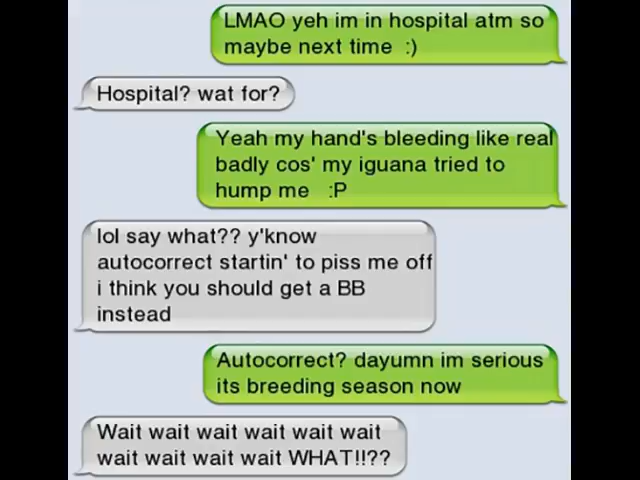 LMAO yeh im in hospital atm so
maybe next time :)
Hospital? wat for?
Yeah my hand's bleeding like real
badly cos' my iguana tried to
hump me :P
lol say what?? y'know
autocorrect startin' to piss me off
i think you should get a BB
instead
Autocorrect? dayumn im serious
its breeding season now
Wait wait wait wait wait wait
wait wait wait wait WHAT!!??